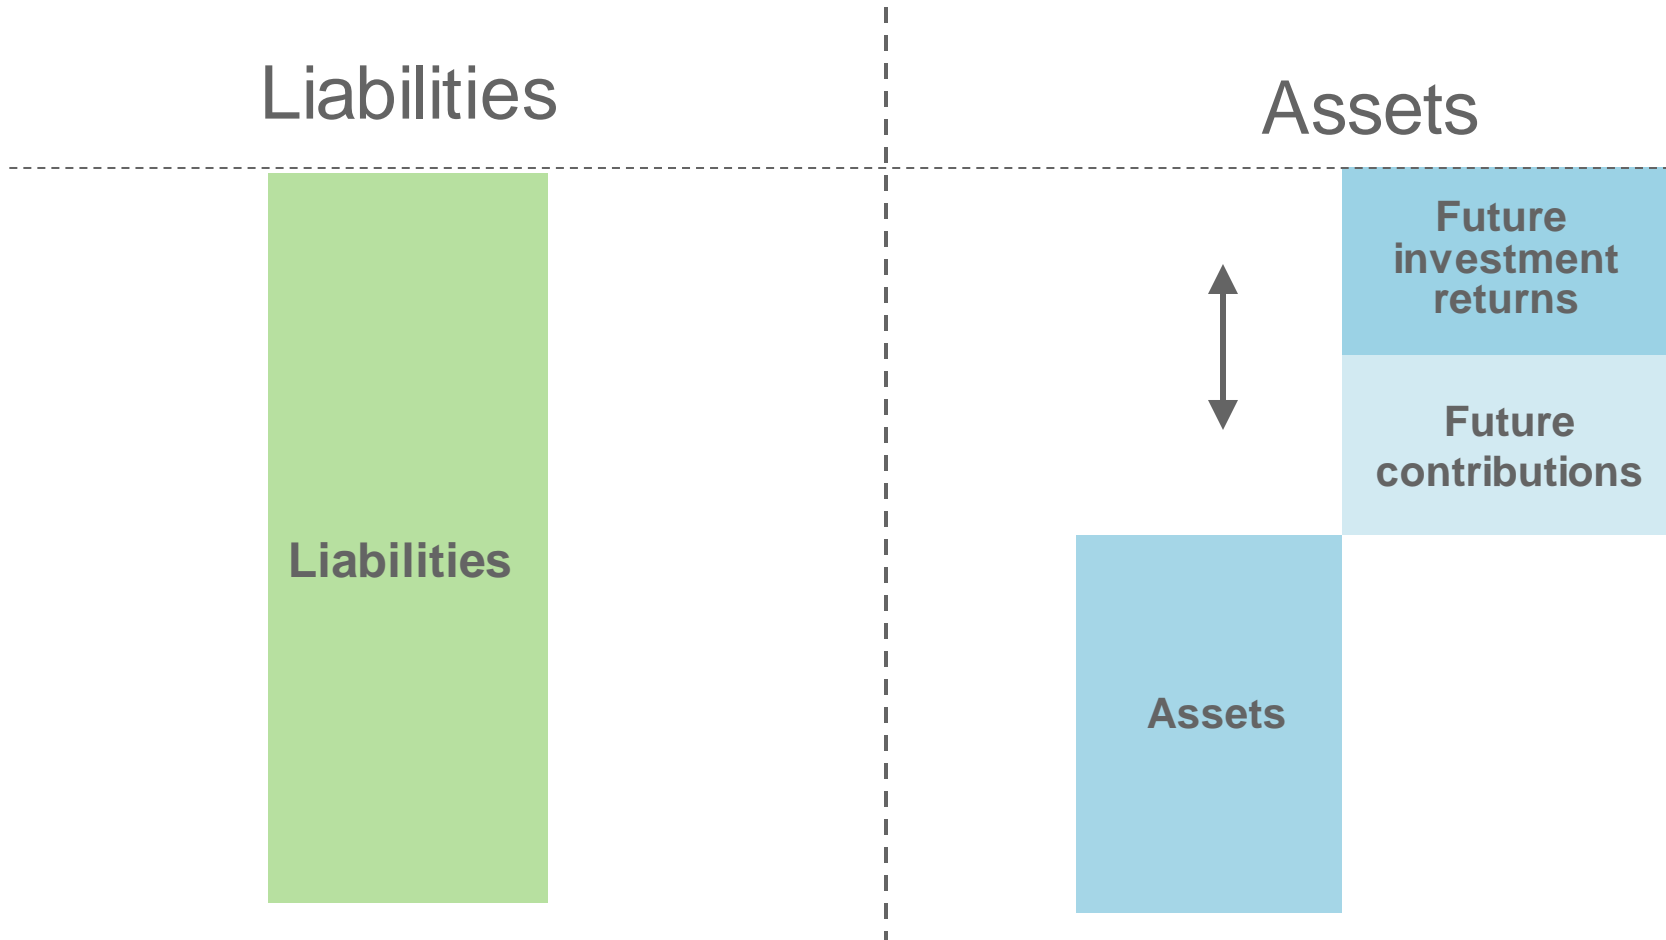 Liabilities
Assets
Future
investment
returns
Future
contributions
Liabilities
Assets